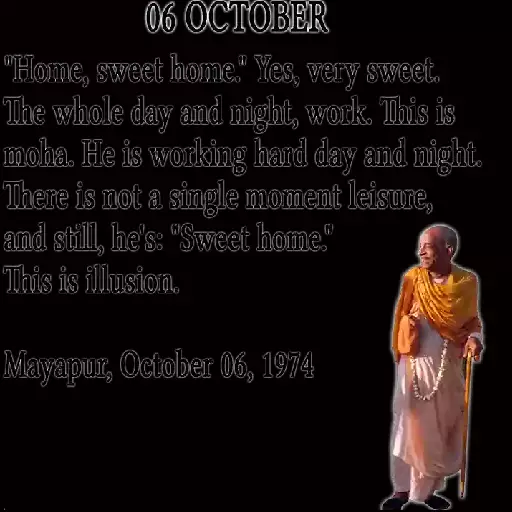 06 OCTOBER
"Home, sweet home." Yes, very sweet.
The whole day and night, work. This is
moha. He is working hard day and night.
There is not a single moment leisure,
and still, he's: "Sweet home."
This is illusion.
Mayapur, October 06, 1974